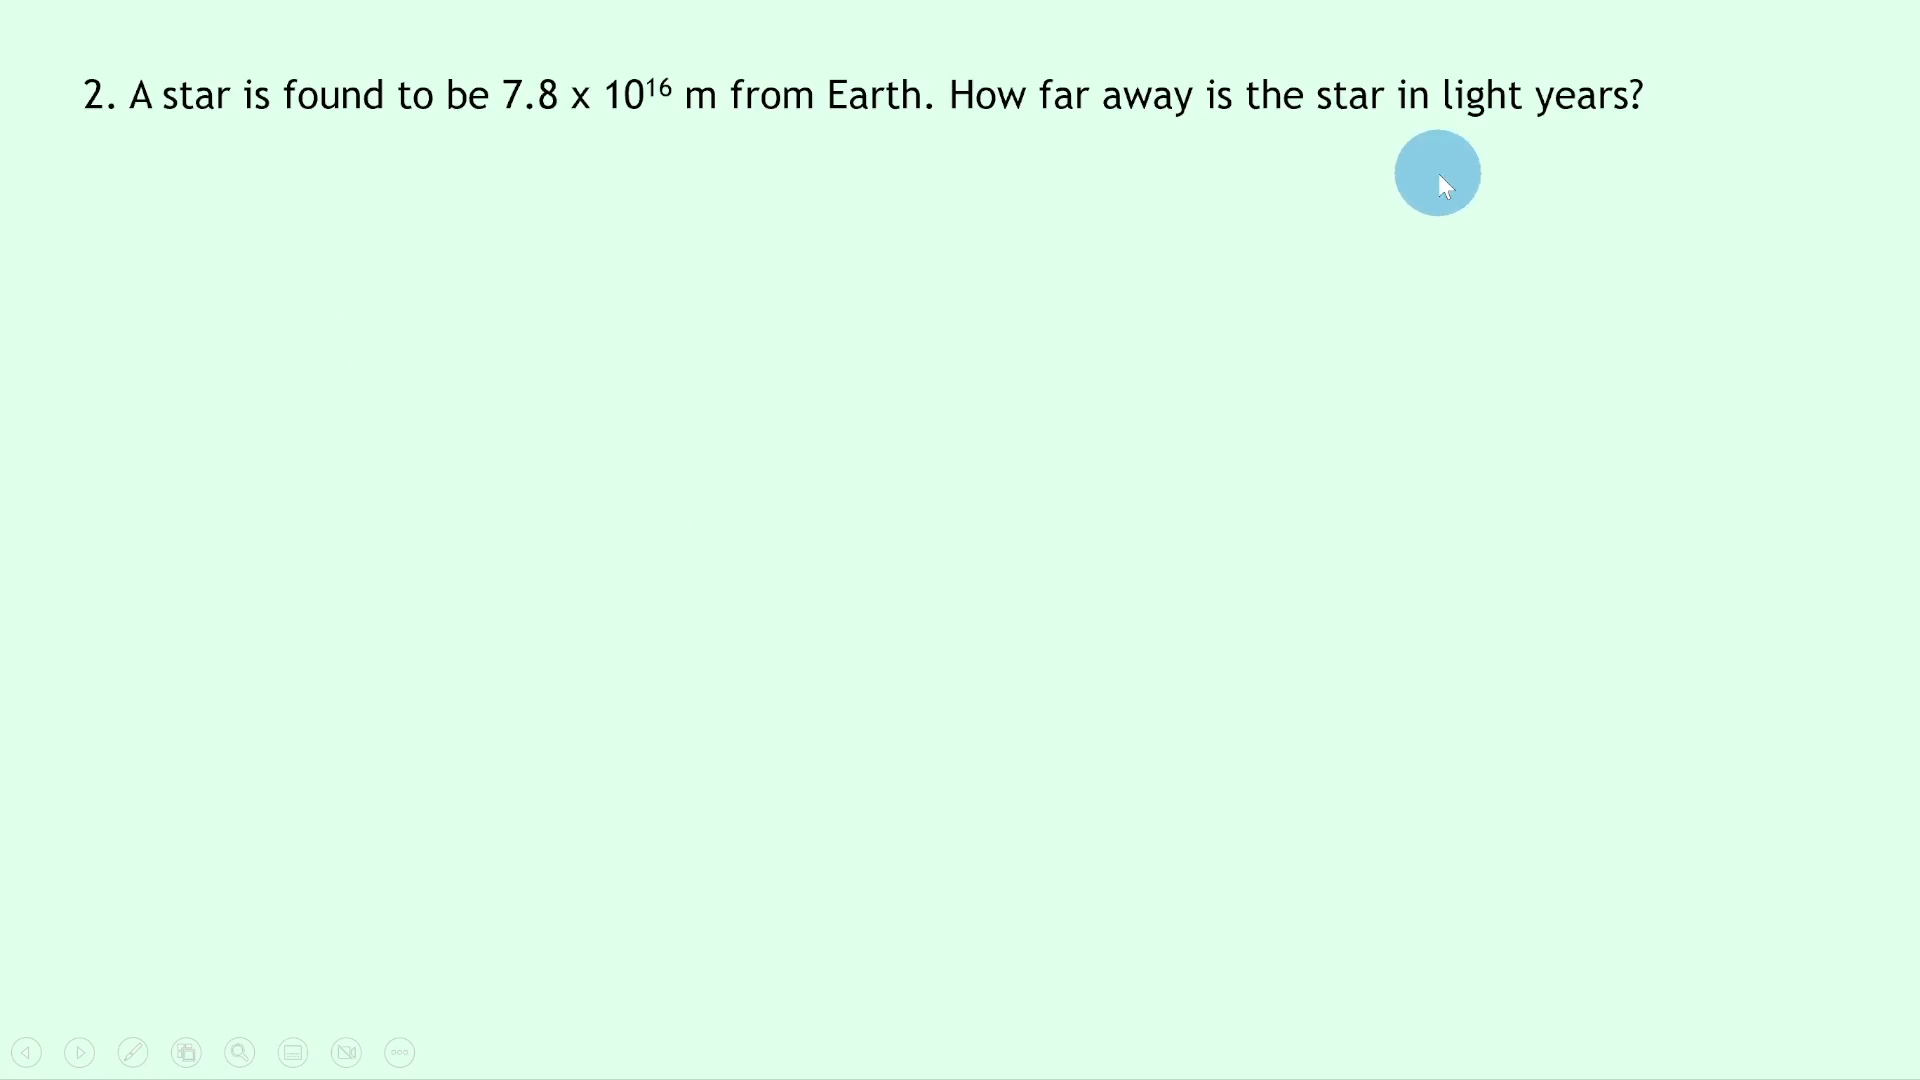 2. A star is found to be 7.8 x 10¹⁶ m from Earth. How far away is the star in light years?